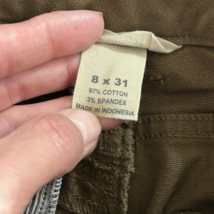 8 x 31
97% COTTON
3% SPANDEX
MADE IN INDONESIA